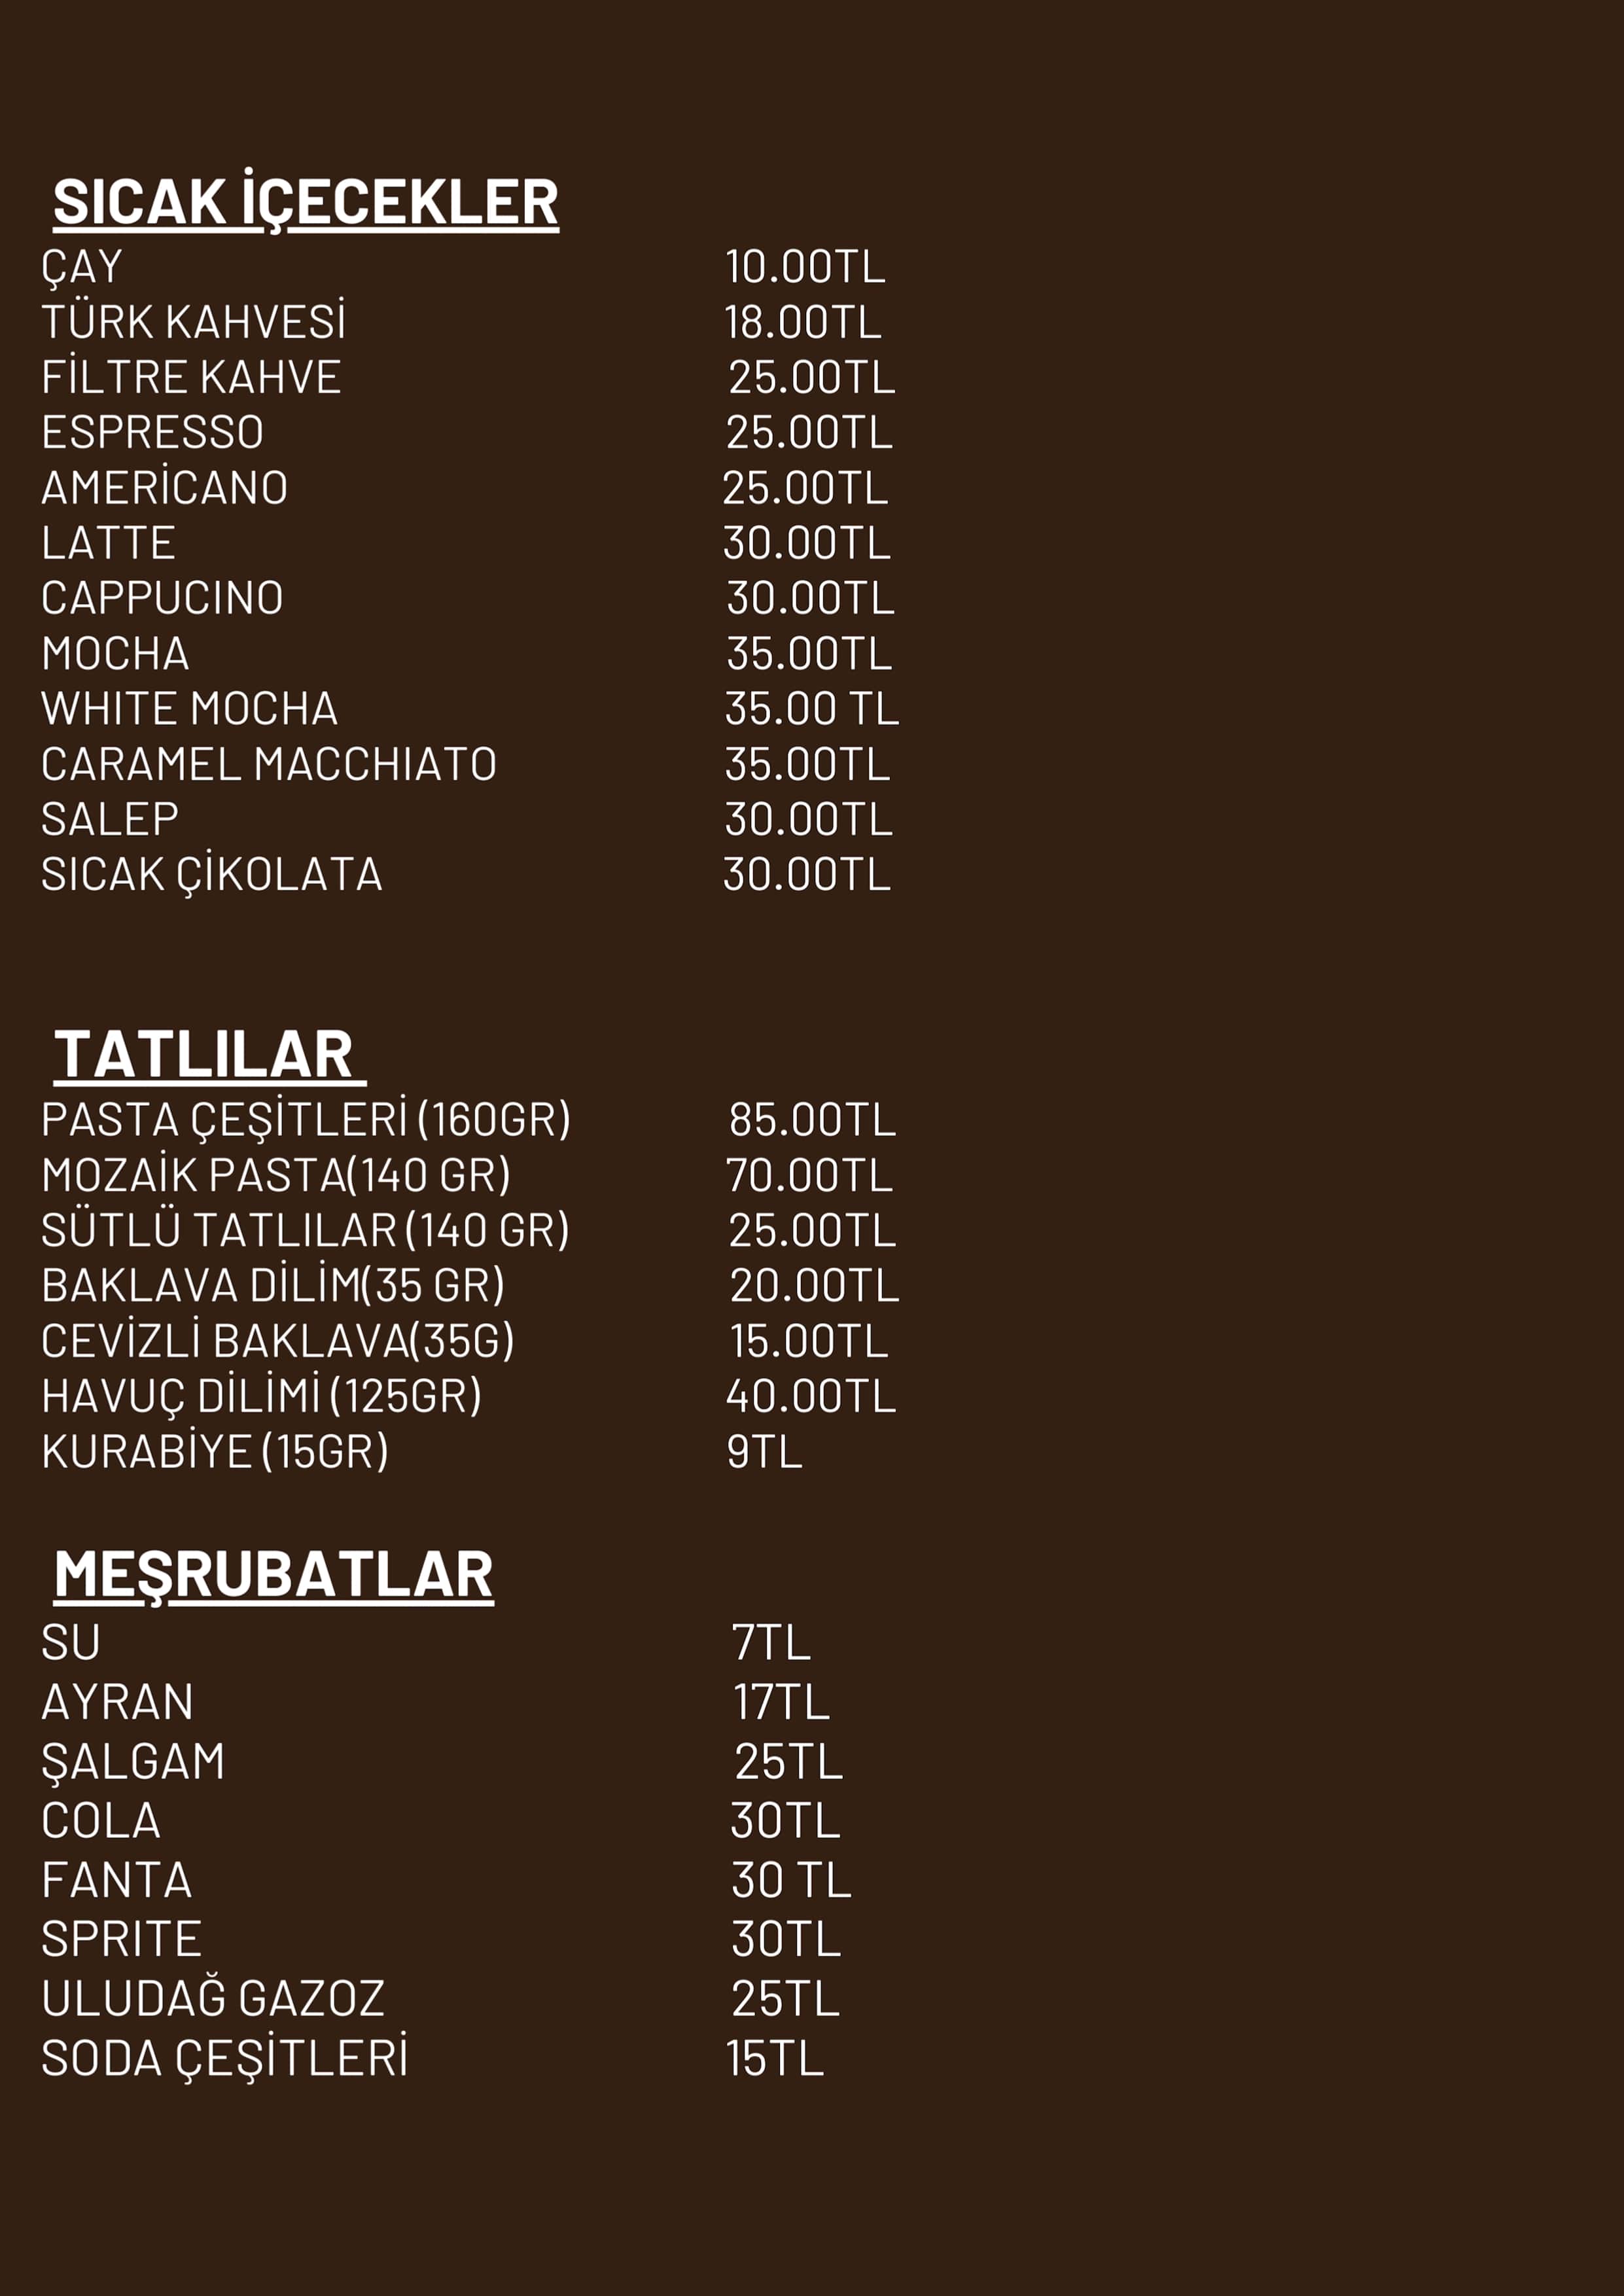 SICAK İÇECEKLER
ÇAY 10.00TL
TÜRK KAHVESİ 18.00TL
FİLTRE KAHVE 25.00TL
ESPRESSO 25.00TL
AMERİCANO 25.00TL
LATTE 30.00TL
CAPPUCINO 30.00TL
MOCHA 35.00TL
WHITE MOCHA 35.00 TL
CARAMEL MACCHIATO 35.00TL
SALEP 30.00TL
SICAK ÇİKOLATA 30.00TL
TATLILAR
PASTA ÇEŞİTLERİ (160GR) 85.00TL
MOZAİK PASTA(140 GR) 70.00TL
SÜTLÜ TATLILAR (140 GR) 25.00TL
BAKLAVA DİLİM(35 GR) 20.00TL
CEVİZLİ BAKLAVA(35G) 15.00TL
HAVUÇ DİLİMİ (125GR) 40.00TL
KURABİYE (15GR) 9TL
MEŞRUBATLAR
SU 7TL
AYRAN 17TL
ŞALGAM 25TL
COLA 30TL
FANTA 30 TL
SPRITE 30TL
ULUDAĞ GAZOZ 25TL
SODA ÇEŞİTLERİ 15TL